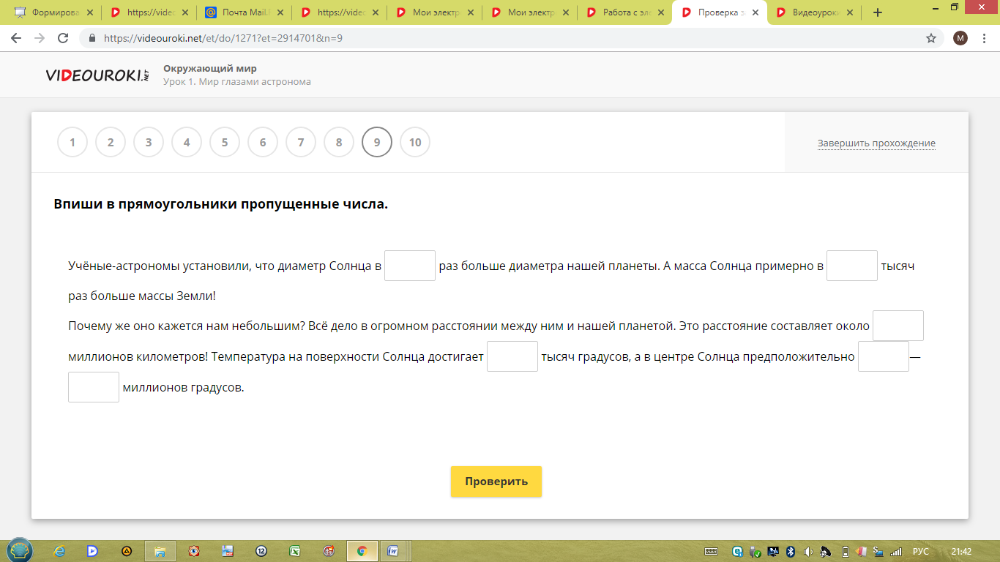 Формирова
https://videc
Почта Mail.R
https://videc
Мои электр
Мои электр
Работа с эле
Проверка з
Видеоуроки
https://videouroki.net/et/do/1271?et=2914701&n=9
M
VIDEOUROKI.NET
Окружающий мир
Урок 1. Мир глазами астронома
1 2 3 4 5 6 7 8 9 10
Завершить прохождение
Впиши в прямоугольники пропущенные числа.
Учёные-астрономы установили, что диаметр Солнца в раз больше диаметра нашей планеты. А масса Солнца примерно в тысяч
раз больше массы Земли!
Почему же оно кажется нам небольшим? Всё дело в огромном расстоянии между ним и нашей планетой. Это расстояние составляет около
миллионов километров! Температура на поверхности Солнца достигает тысяч градусов, а в центре Солнца предположительно —
миллионов градусов.
Проверить
РУС
21:42